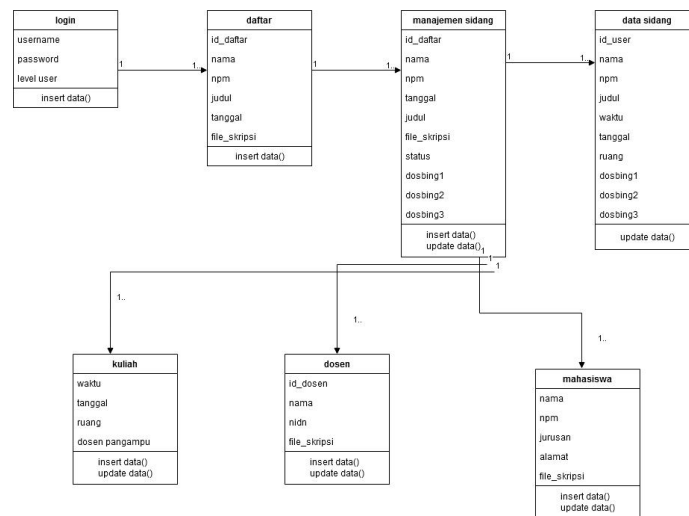 login
username
password
level user
insert data()
1
1..
daftar
id_daftar
nama
npm
judul
tanggal
file_skripsi
insert data()
1
1..
manajemen sidang
id_daftar
nama
npm
tanggal
judul
file_skripsi
status
dosbing1
dosbing2
dosbing3
insert data()
update data()
1
1..
data sidang
id_user
nama
npm
judul
waktu
tanggal
ruang
dosbing1
dosbing2
dosbing3
update data()
1
1
1
1..
1..
1..
kuliah
waktu
tanggal
ruang
dosen pangampu
insert data()
update data()
dosen
id_dosen
nama
nidn
file_skripsi
insert data()
update data()
mahasiswa
nama
npm
jurusan
alamat
file_skripsi
insert data()
update data()